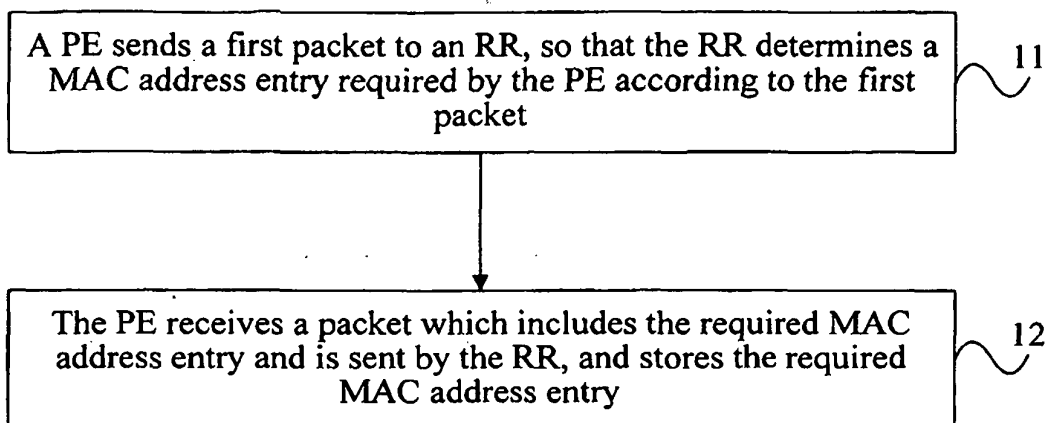 A PE sends a first packet to an RR, so that the RR determines a
MAC address entry required by the PE according to the first
packet
11
The PE receives a packet which includes the required MAC
address entry and is sent by the RR, and stores the required
MAC address entry
12